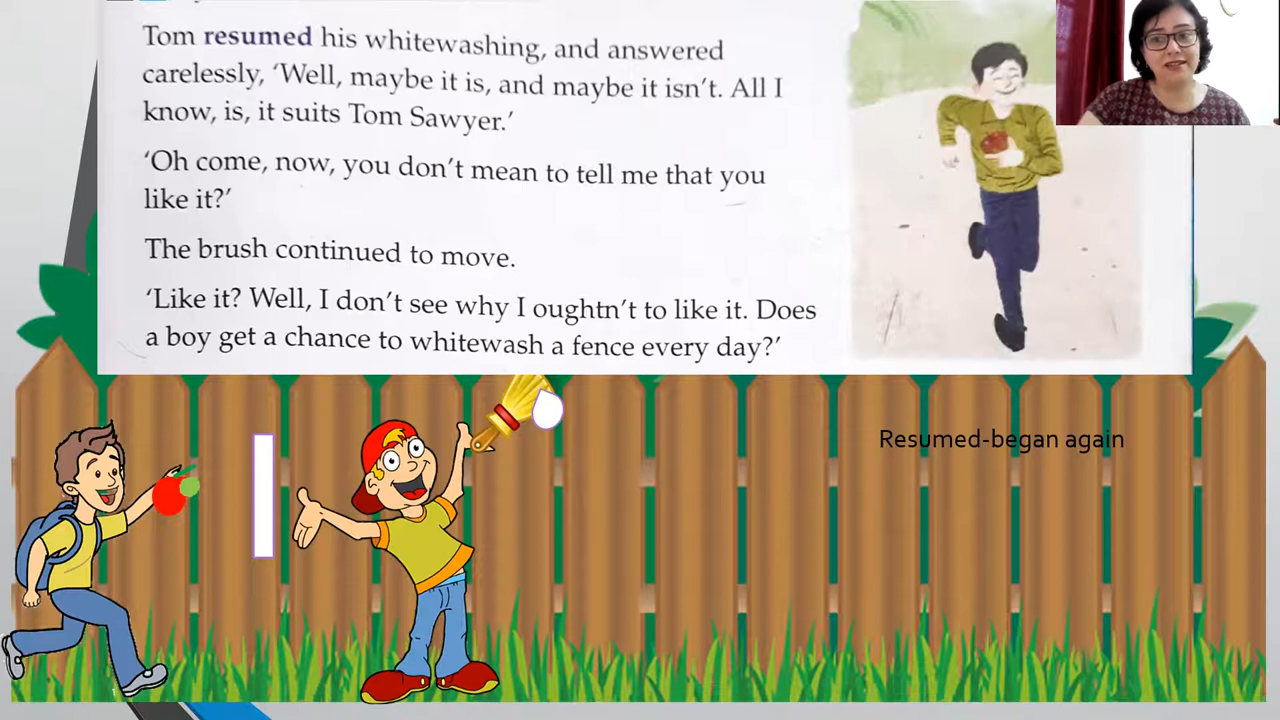 Tom resumed his whitewashing, and answered
carelessly, ‘Well, maybe it is, and maybe it isn’t. All I
know, is, it suits Tom Sawyer.’
‘Oh come, now, you don’t mean to tell me that you
like it?’
The brush continued to move.
‘Like it? Well, I don’t see why I oughtn’t to like it. Does
a boy get a chance to whitewash a fence every day?’
Resumed-began again